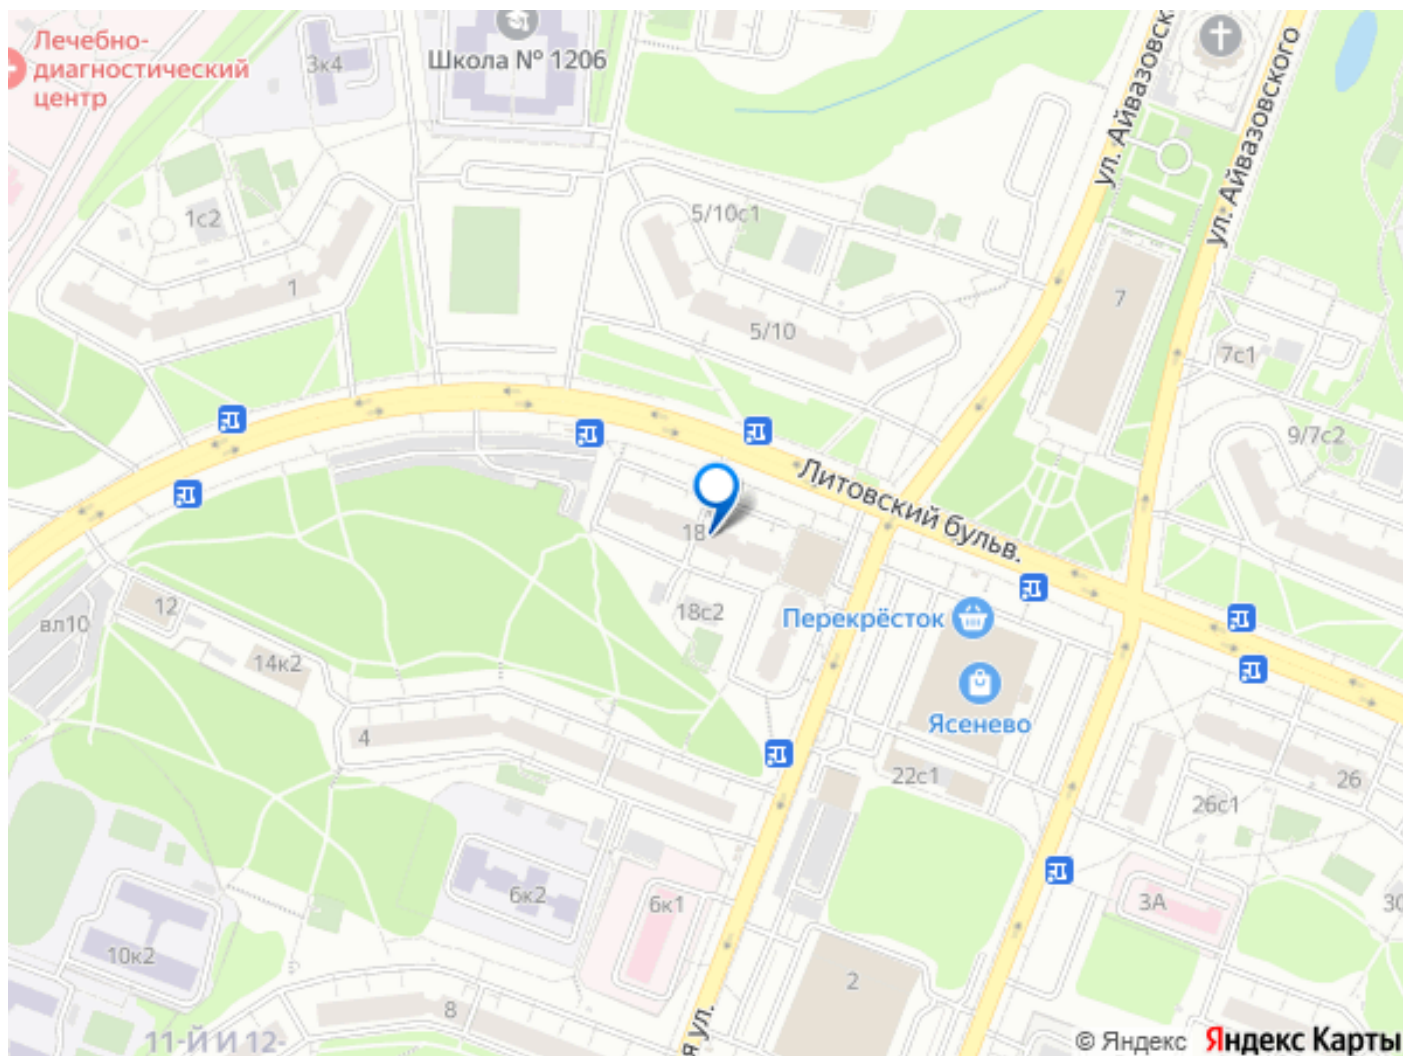 Лечебно-
диагностический
центр
3к4
Школа № 1206
ул. Айвазовск
ул. Айвазовского
1с2
5/10с1
1
7
5/10
7с1
9/7с2
Литовский бульв.
18
12
18с2
Перекрёсток
вл10
14к2
4
Ясенево
22с1
26
26с1
6к2
6к1
3А
30
10к2
2
8
я ул.
11-Й И 12-
© Яндекс Яндекс Карты